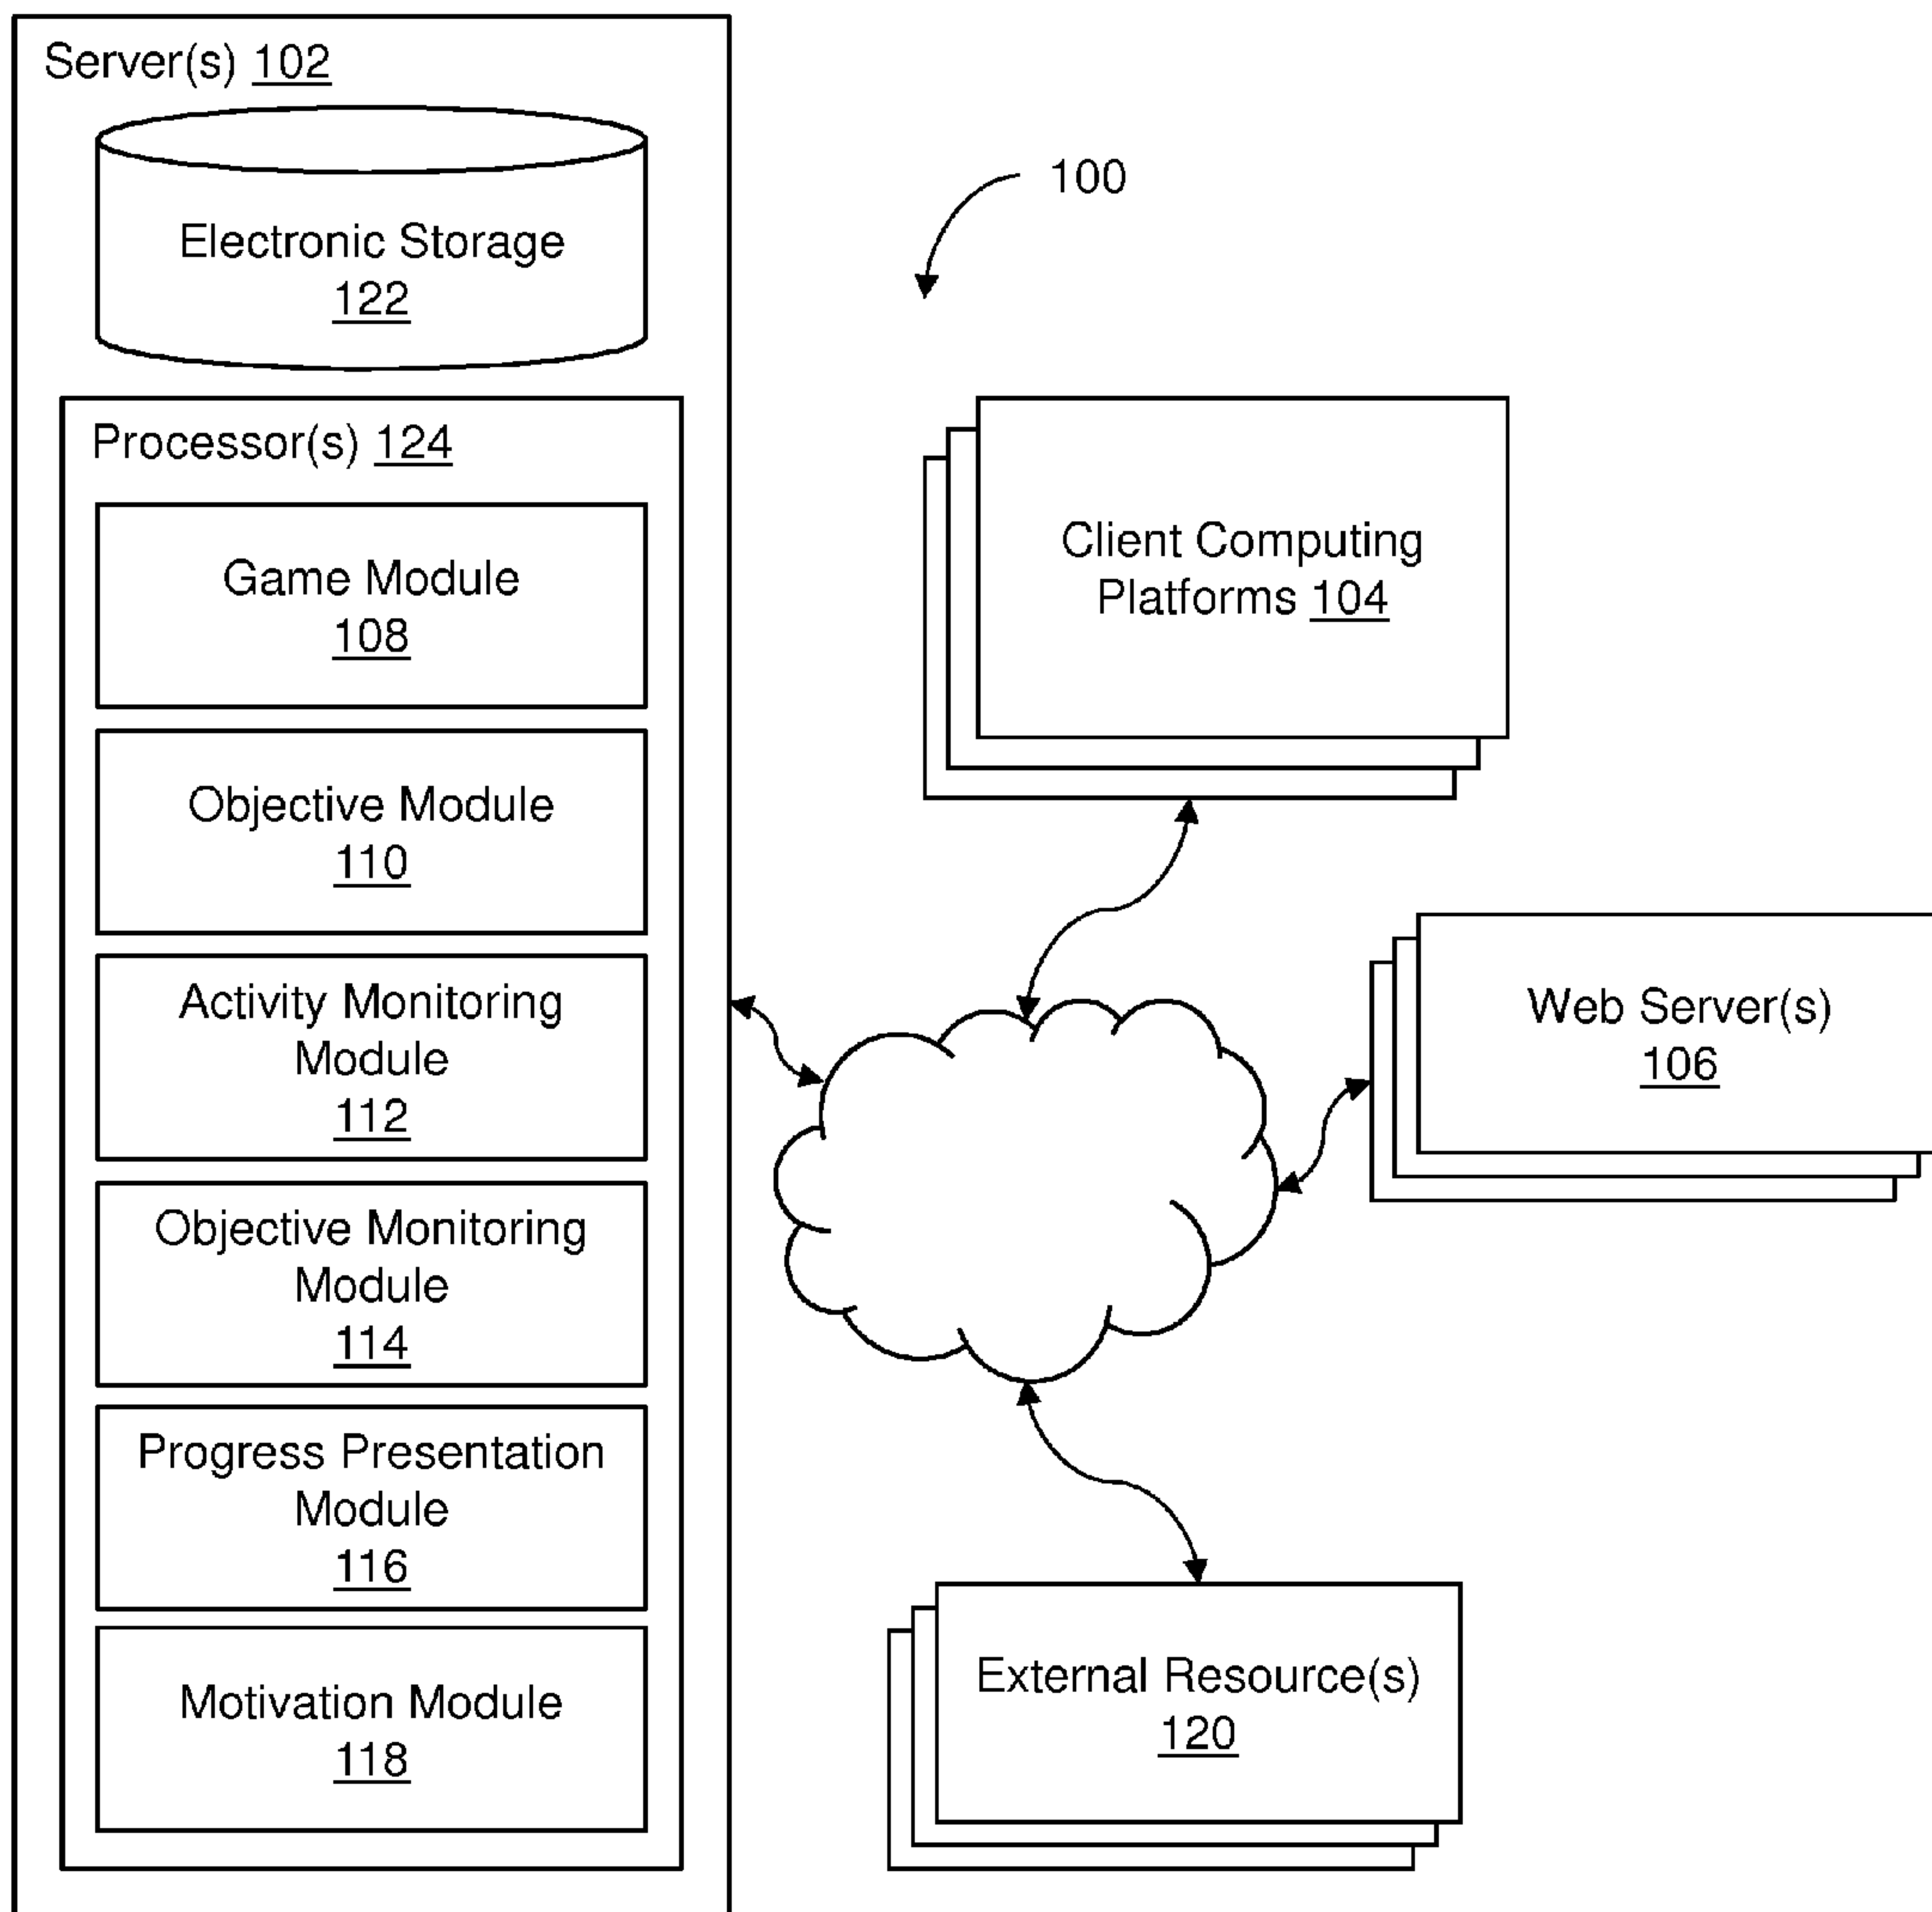 Server(s) 102
Electronic Storage
122
Processor(s) 124
Game Module
108
Objective Module
110
Activity Monitoring
Module
112
Objective Monitoring
Module
114
Progress Presentation
Module
116
Motivation Module
118
100
Client Computing
Platforms 104
Web Server(s)
106
External Resource(s)
120